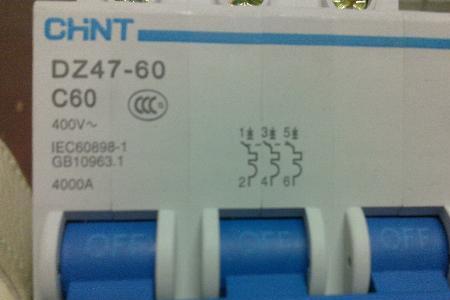 CHNT
DZ47-60
C60
CCC S
400V~
IEC60898-1
GB10963.1
4000A
1 3 5
2 4 6
OFF OFF